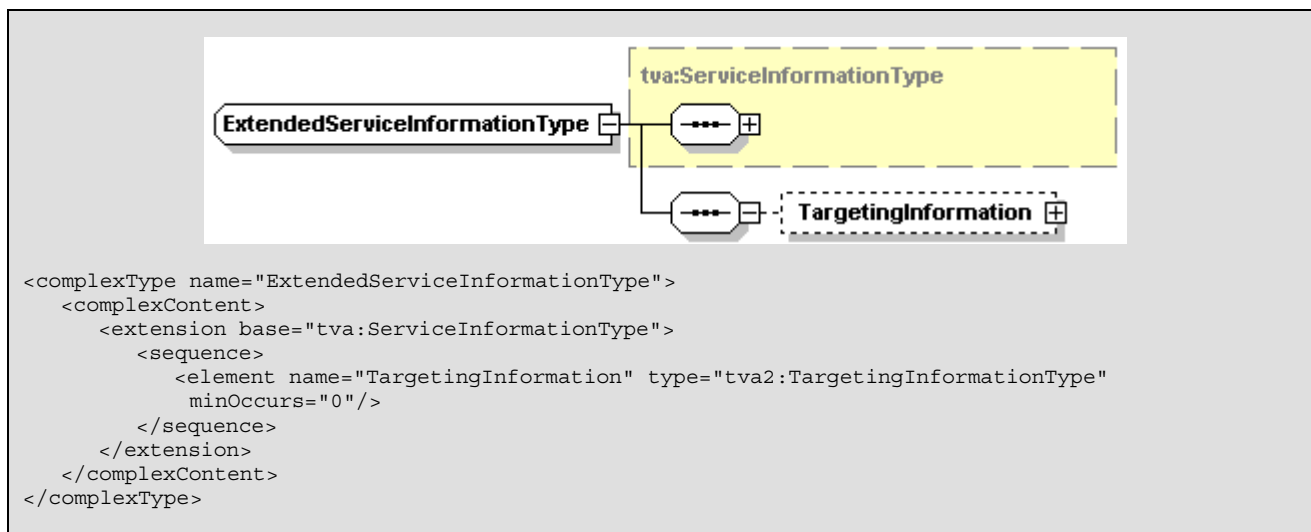 tva:ServiceInformationType
ExtendedServiceInformationType
TargetingInformation
<complexType name="ExtendedServiceInformationType">
   <complexContent>
      <extension base="tva:ServiceInformationType">
         <sequence>
            <element name="TargetingInformation" type="tva2:TargetingInformationType"
             minOccurs="0"/>
         </sequence>
      </extension>
   </complexContent>
</complexType>